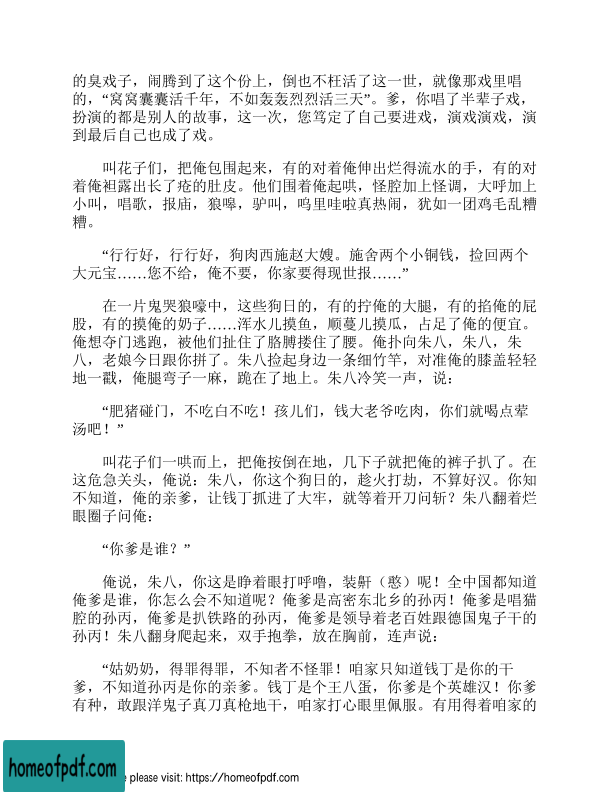 的臭戏子，闹腾到了这个份上，倒也不枉活了这一世，就像那戏里唱
的，“窝窝囊囊活千年，不如轰轰烈烈活三天”。爹，你唱了半辈子戏，
扮演的都是别人的故事，这一次，您笃定了自己要进戏，演戏演戏，演
到最后自己也成了戏。
叫花子们，把俺包围起来，有的对着俺伸出烂得流水的手，有的对
着俺袒露出长了疮的肚皮。他们围着俺起哄，怪腔加上怪调，大呼加上
小叫，唱歌，报庙，狼嗥，驴叫，呜里哇啦真热闹，犹如一团鸡毛乱糟
糟。
“行行好，行行好，狗肉西施赵大嫂。施舍两个小铜钱，捡回两个
大元宝……您不给，俺不要，你家要得现世报……”
在一片鬼哭狼嚎中，这些狗日的，有的拧俺的大腿，有的掐俺的屁
股，有的摸俺的奶子……浑水儿摸鱼，顺蔓儿摸瓜，占足了俺的便宜。
俺想夺门逃跑，被他们扯住了胳膊搂住了腰。俺扑向朱八，朱八，朱
八，老娘今日跟你拼了。朱八捡起身边一条细竹竿，对准俺的膝盖轻轻
地一戳，俺腿弯子一麻，跪在了地上。朱八冷笑一声，说：
“肥猪碰门，不吃白不吃！孩儿们，钱大老爷吃肉，你们就喝点荤
汤吧！”
叫花子们一哄而上，把俺按倒在地，几下子就把俺的裤子扒了。在
这危急关头，俺说：朱八，你这个狗日的，趁火打劫，不算好汉。你知
不知道，俺的亲爹，让钱丁抓进了大牢，就等着开刀问斩？朱八翻着烂
眼圈子问俺：
“你爹是谁？”
俺说，朱八，你这是睁着眼打呼噜，装鼾（憨）呢！全中国都知道
俺爹是谁，你怎么会不知道呢？俺爹是高密东北乡的孙丙！俺爹是唱猫
腔的孙丙，俺爹是扒铁路的孙丙，俺爹是领导着老百姓跟德国鬼子干的
孙丙！朱八翻身爬起来，双手抱拳，放在胸前，连声说：
“姑奶奶，得罪得罪，不知者不怪罪！咱家只知道钱丁是你的干
爹，不知道孙丙是你的亲爹。钱丁是个王八蛋，你爹是个英雄汉！你爹
有种，敢跟洋鬼子真刀真枪地干，咱家打心眼里佩服。有用得着咱家的
homeofpdf.com
e please visit: https://homeofpdf.com